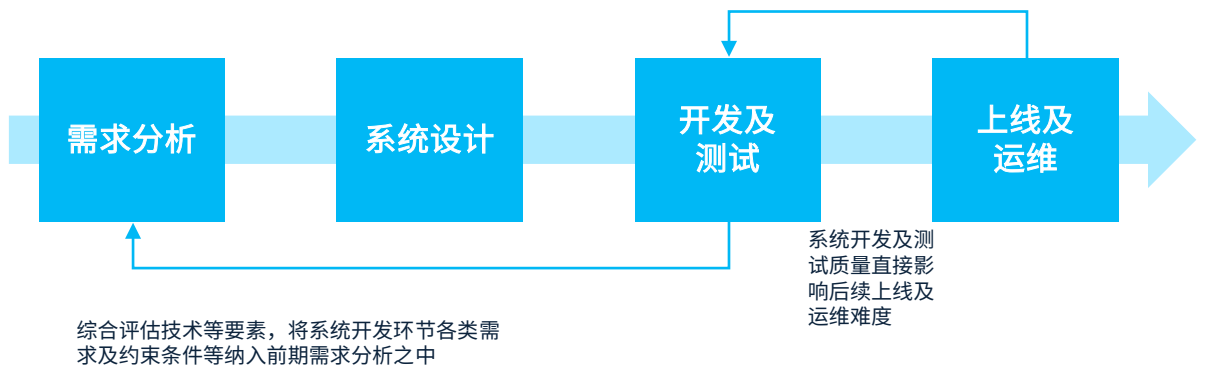 需求分析
系统设计
开发及
测试
上线及
运维
系统开发及测
试质量直接影
响后续上线及
运维难度
综合评估技术等要素，将系统开发环节各类需
求及约束条件等纳入前期需求分析之中